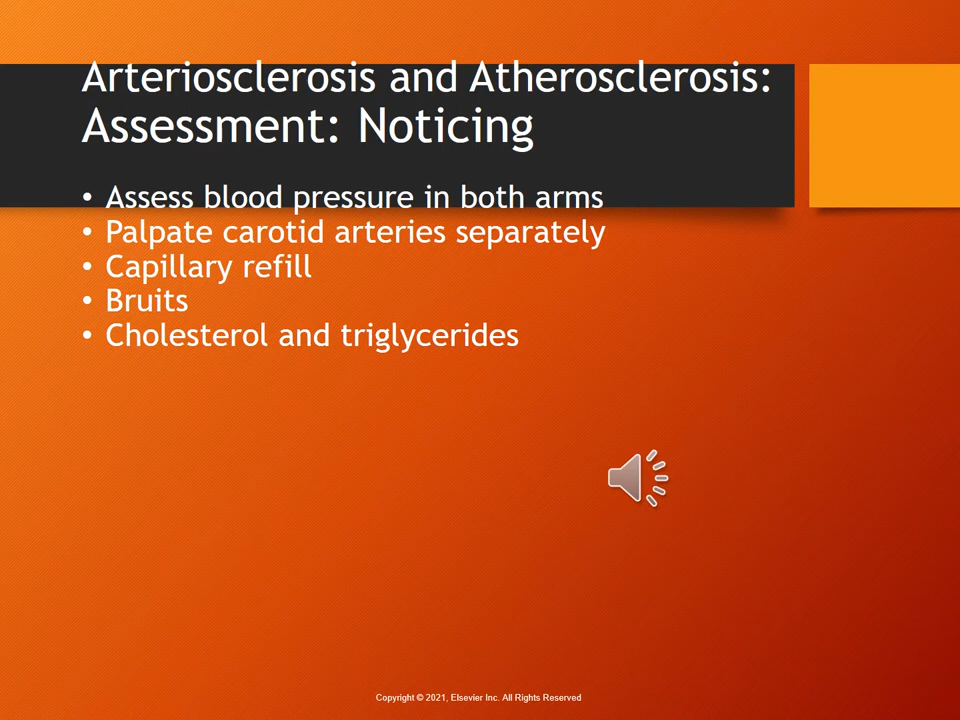 Arteriosclerosis and Atherosclerosis:
Assessment: Noticing
• Assess blood pressure in both arms
• Palpate carotid arteries separately
• Capillary refill
• Bruits
• Cholesterol and triglycerides
Copyright © 2021, Elsevier Inc. All Rights Reserved